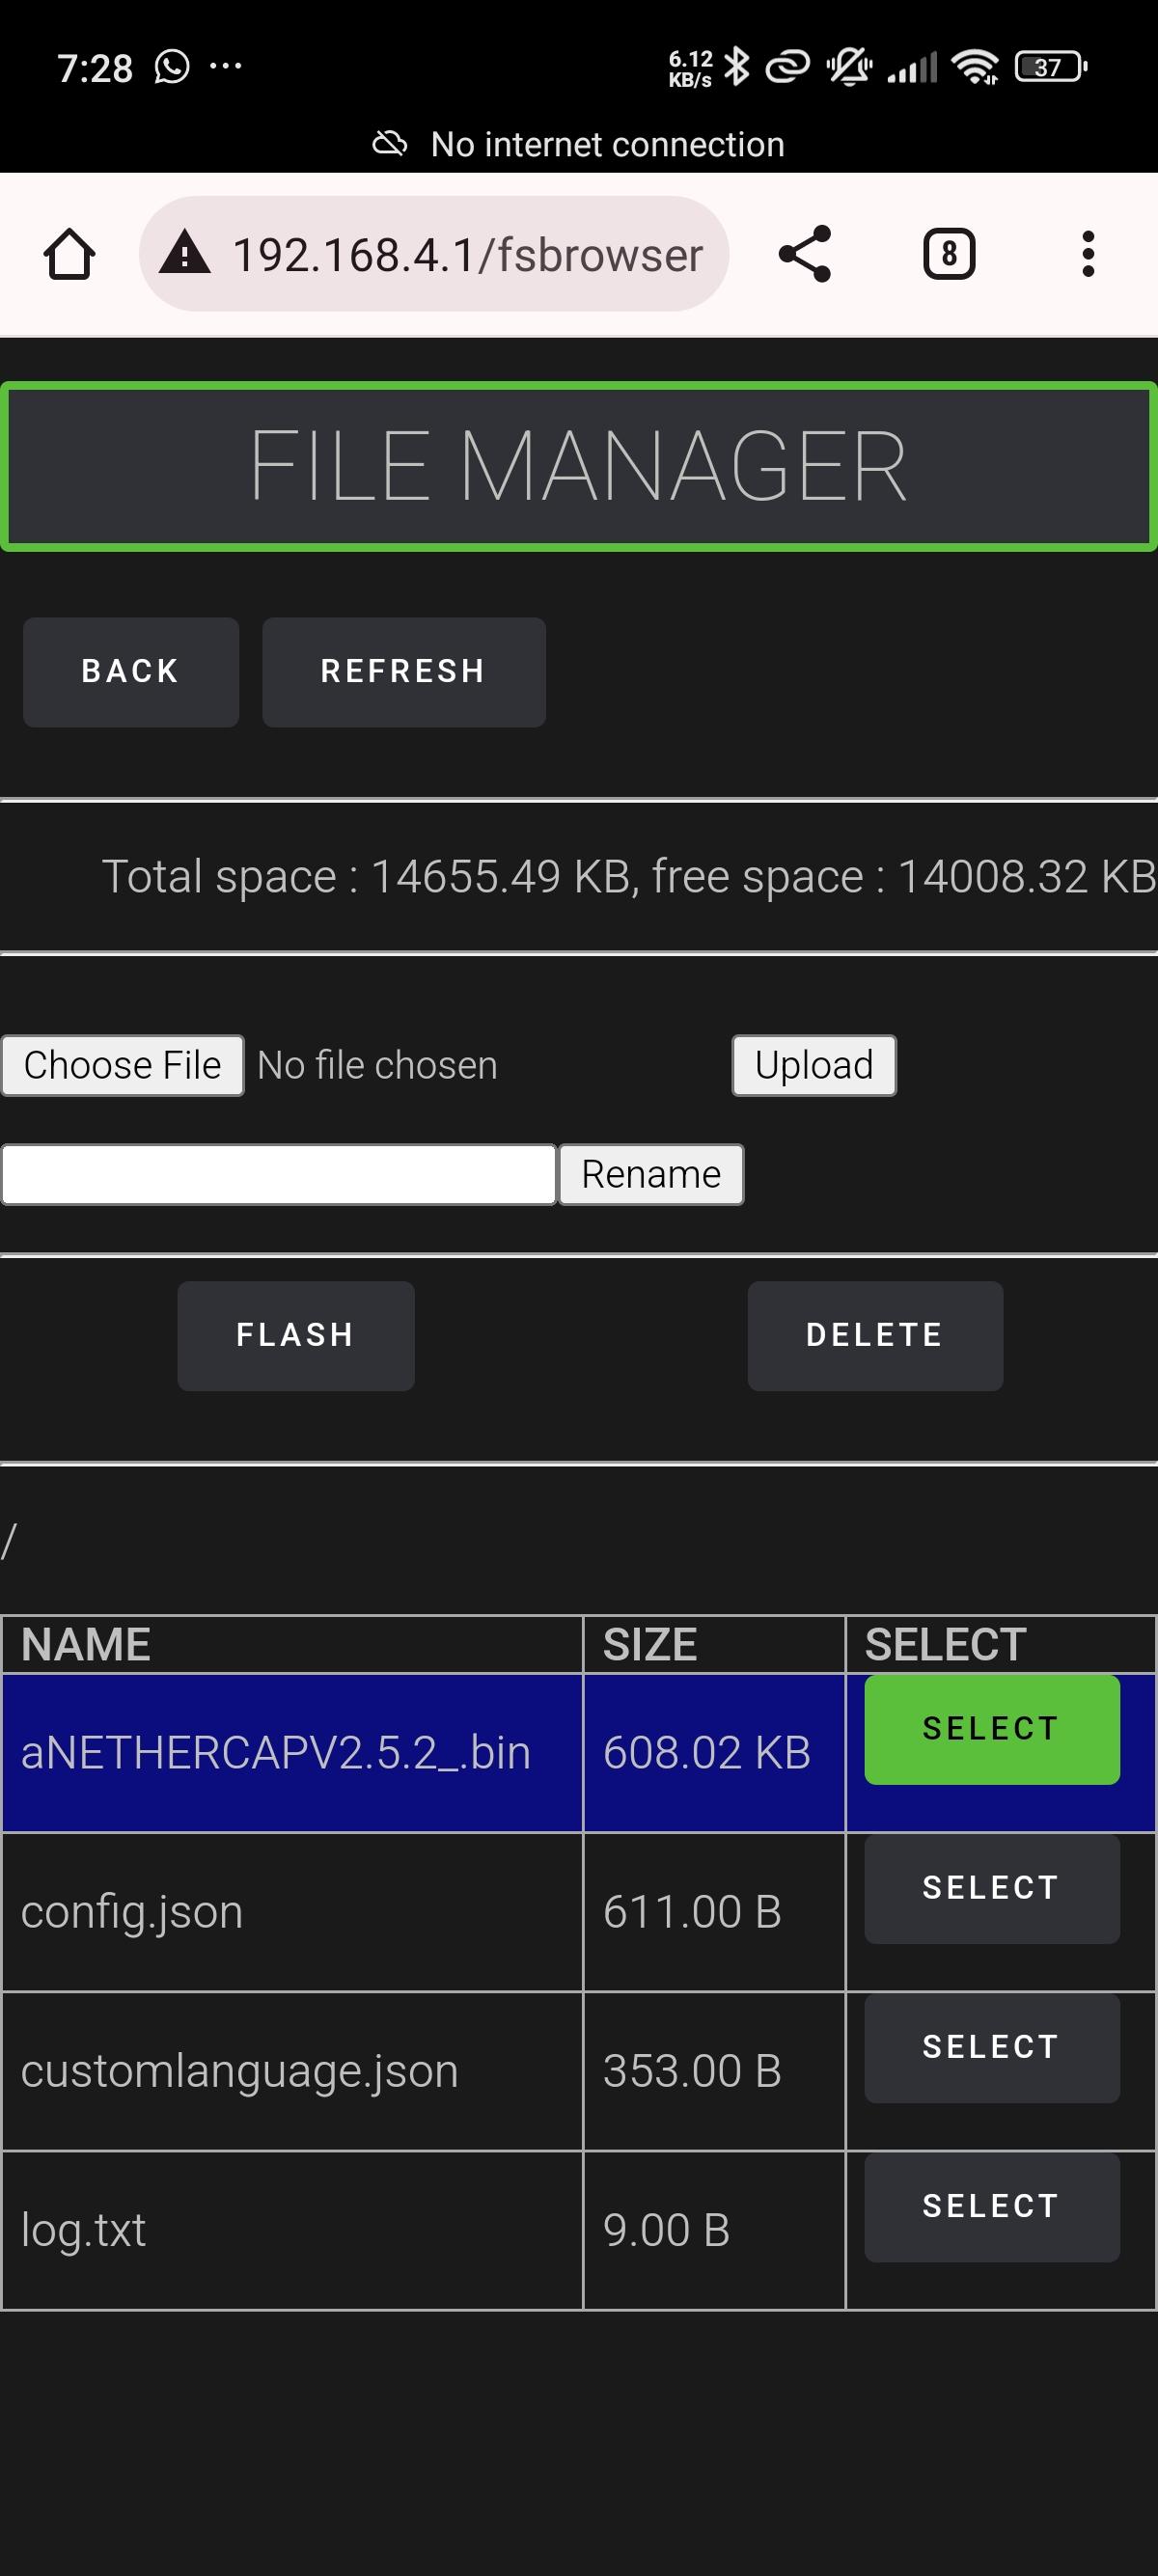 7:28 ... 6.12 KB/s 37
No internet connection
192.168.4.1/fsbrowser 8
FILE MANAGER
BACK REFRESH
Total space : 14655.49 KB, free space : 14008.32 KB
Choose File No file chosen Upload
Rename
FLASH DELETE
/
NAME SIZE SELECT
aNETHERCAPV2.5.2_.bin 608.02 KB SELECT
config.json 611.00 B SELECT
customlanguage.json 353.00 B SELECT
log.txt 9.00 B SELECT